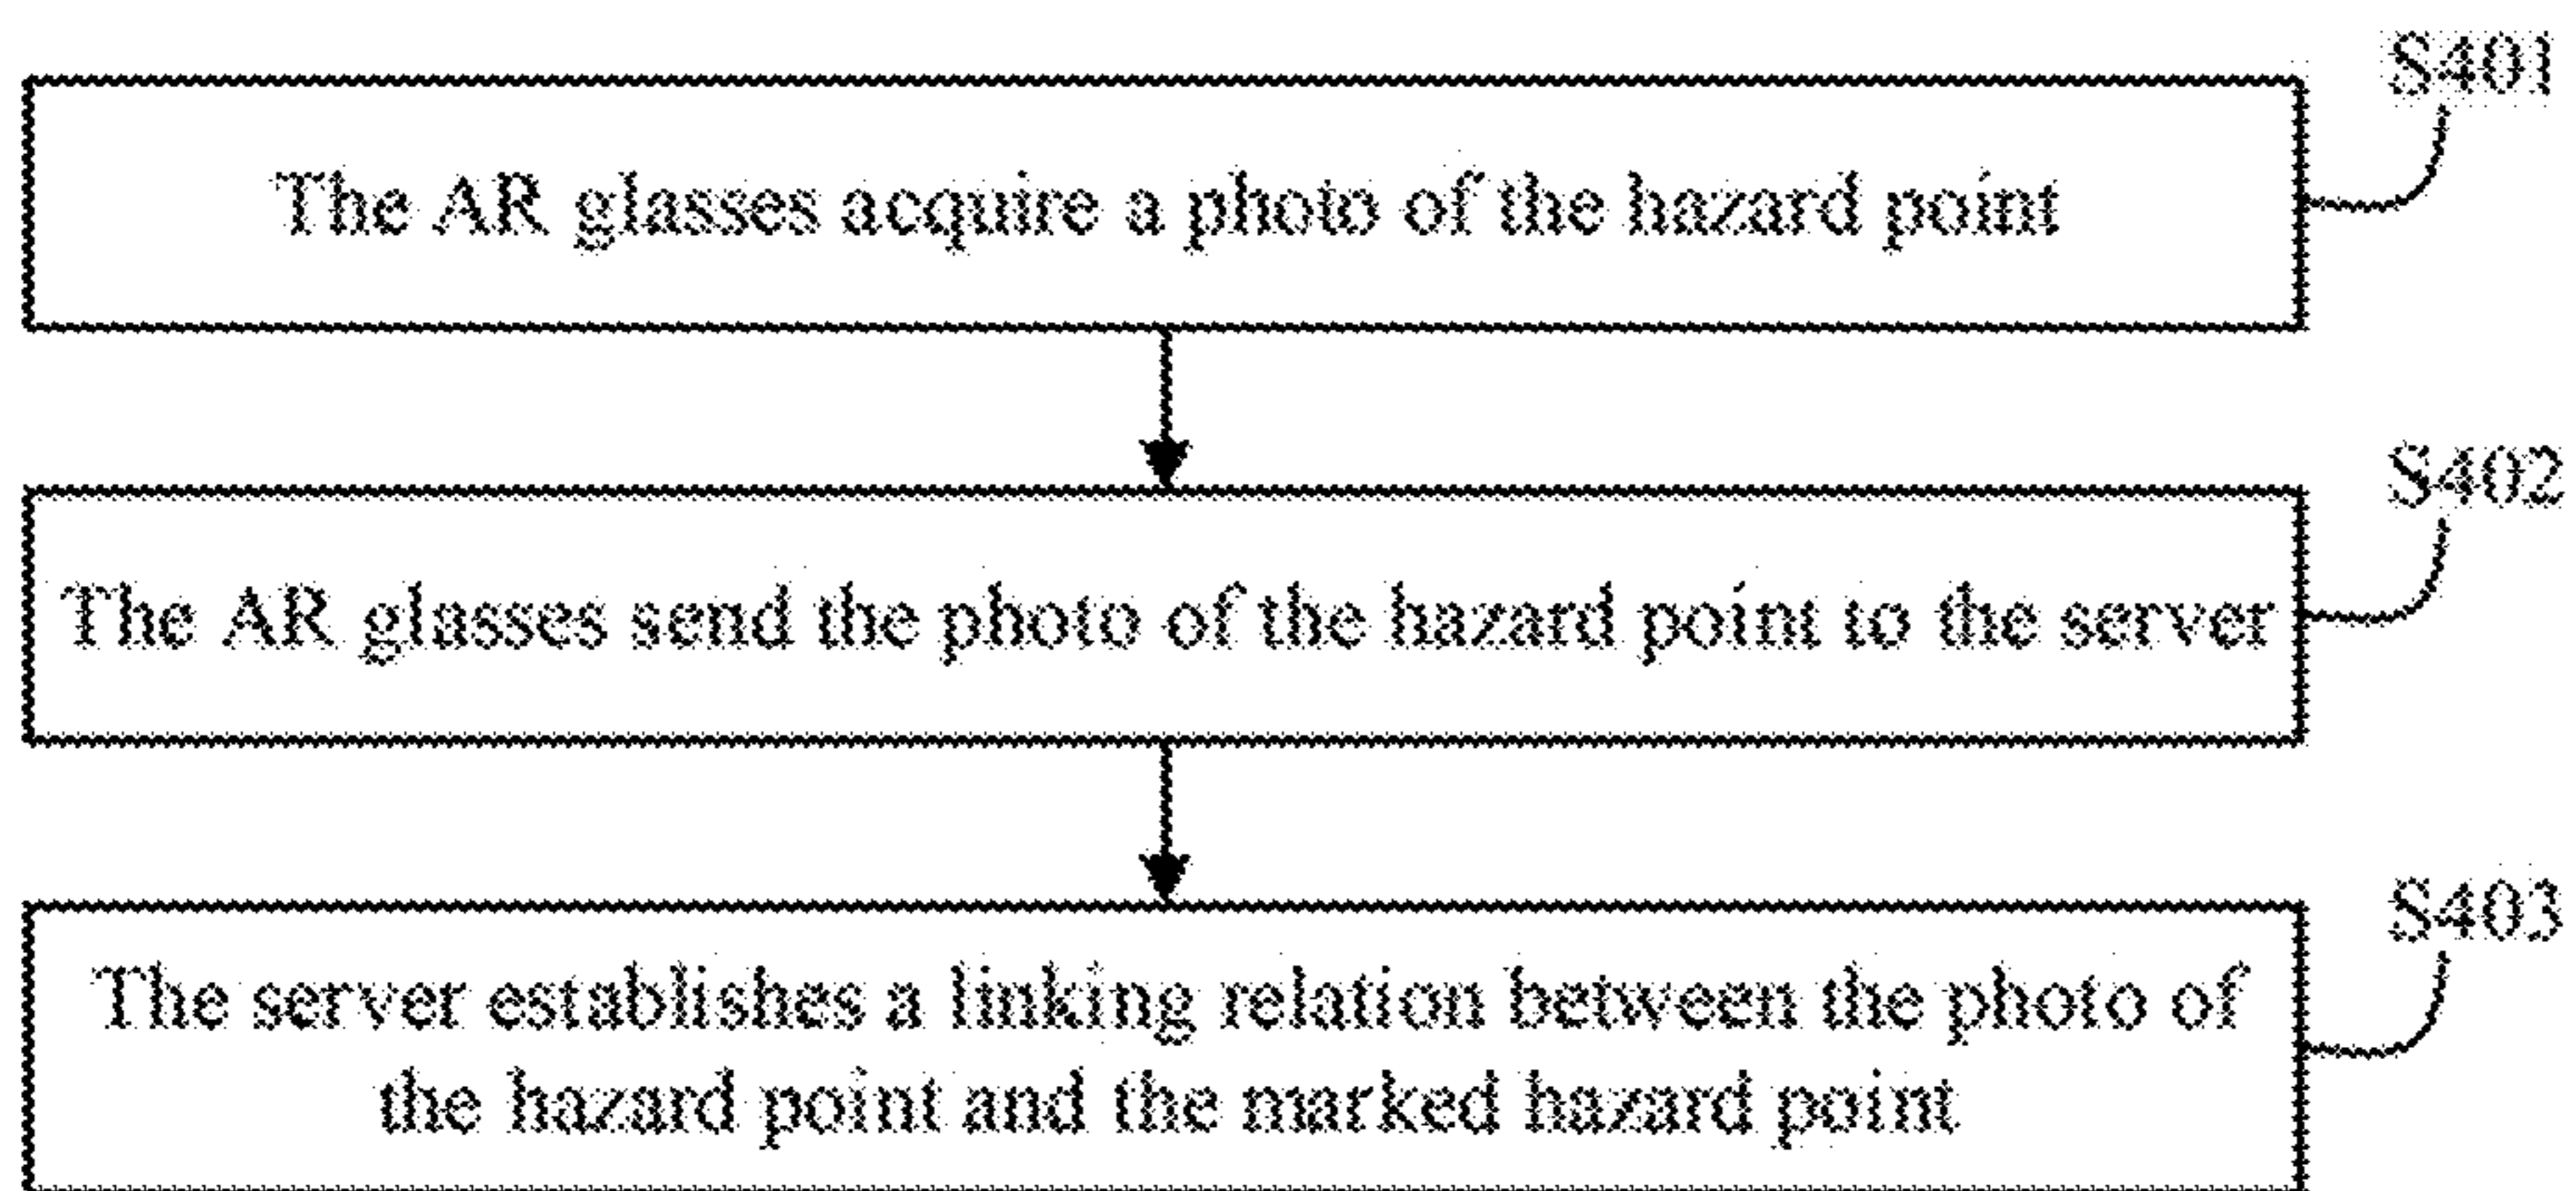 S401
The AR glasses acquire a photo of the hazard point
S402
The AR glasses send the photo of the hazard point to the server
S403
The server establishes a linking relation between the photo of
the hazard point and the marked hazard point